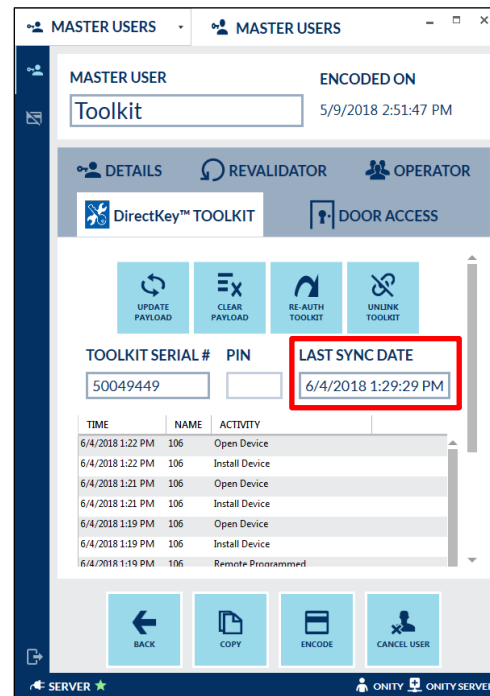 MASTER USERS
MASTER USERS
MASTER USER
ENCODED ON
Toolkit
5/9/2018 2:51:47 PM
DETAILS
REVALIDATOR
OPERATOR
DirectKey™ TOOLKIT
DOOR ACCESS
UPDATE PAYLOAD
CLEAR PAYLOAD
RE-AUTH TOOLKIT
UNLINK TOOLKIT
TOOLKIT SERIAL # PIN LAST SYNC DATE
50049449 6/4/2018 1:29:29 PM
TIME NAME ACTIVITY
6/4/2018 1:22 PM 106 Open Device
6/4/2018 1:22 PM 106 Install Device
6/4/2018 1:21 PM 106 Open Device
6/4/2018 1:21 PM 106 Install Device
6/4/2018 1:19 PM 106 Open Device
6/4/2018 1:19 PM 106 Install Device
6/4/2018 1:19 PM 106 Remote Programmed
BACK
COPY
ENCODE
CANCEL USER
SERVER
ONITY
ONITY SERVER